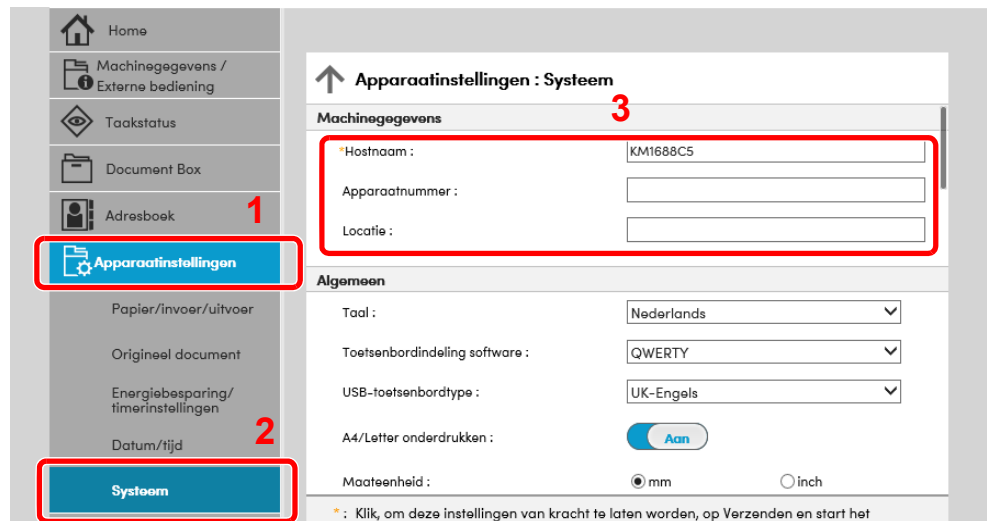 Home
Machinegegevens /
Externe bediening
Taakstatus
Document Box
Adresboek
1
Apparaatinstellingen
Papier/invoer/uitvoer
Origineel document
Energiebesparing/
timerinstellingen
Datum/tijd
2
Systeem
Apparaatinstellingen : Systeem
3
Machinegegevens
*Hostnaam : KM1688C5
Apparaatnummer :
Locatie :
Algemeen
Taal : Nederlands
Toetsenbordindeling software : QWERTY
USB-toetsenbordtype : UK-Engels
A4/Letter onderdrukken : Aan
Maateenheid : mm inch
* : Klik, om deze instellingen van kracht te laten worden, op Verzenden en start het